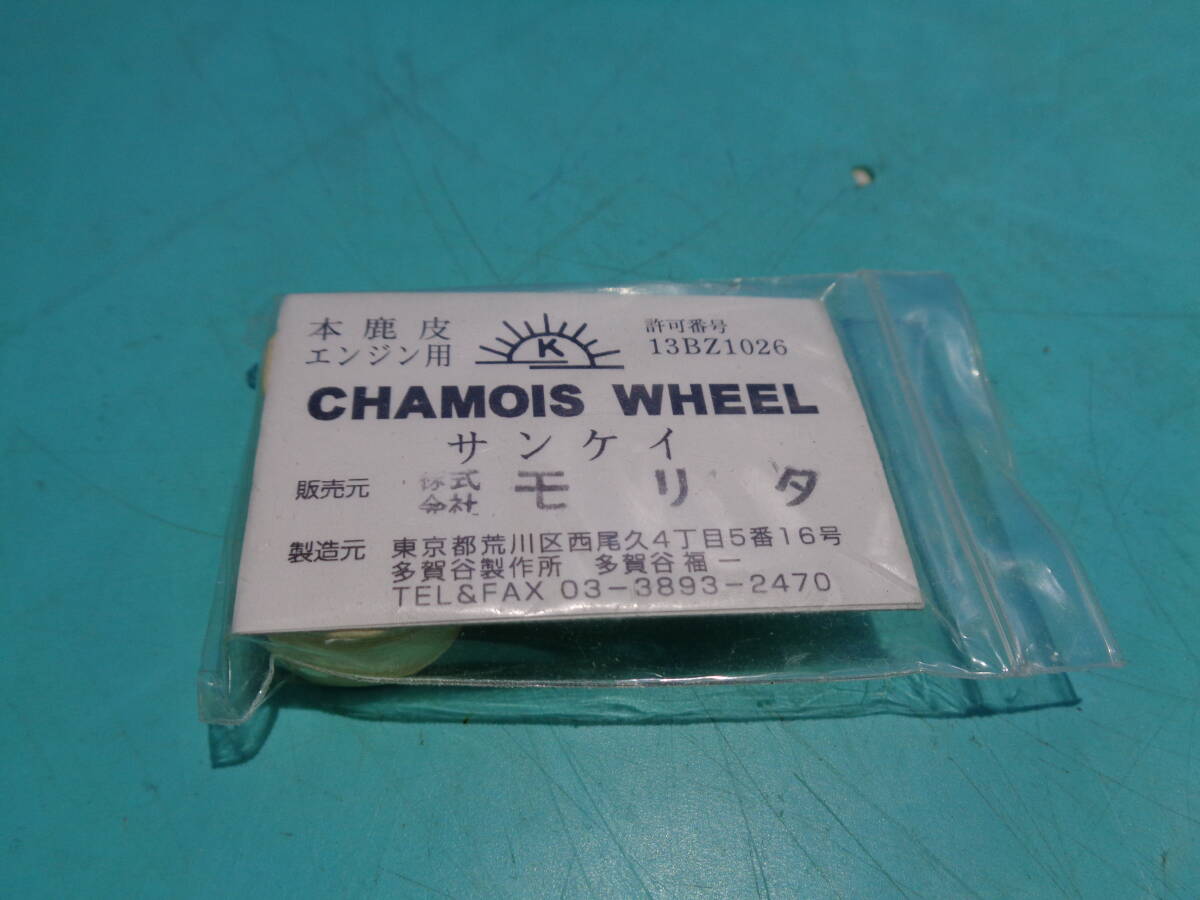 本鹿皮
エンジン用
K
許可番号
13BZ1026
CHAMOIS WHEEL
サンケイ
販売元 株式会社 モリタ
製造元 東京都荒川区西尾久4丁目5番16号
多賀谷製作所 多賀谷福一
TEL&FAX 03-3893-2470